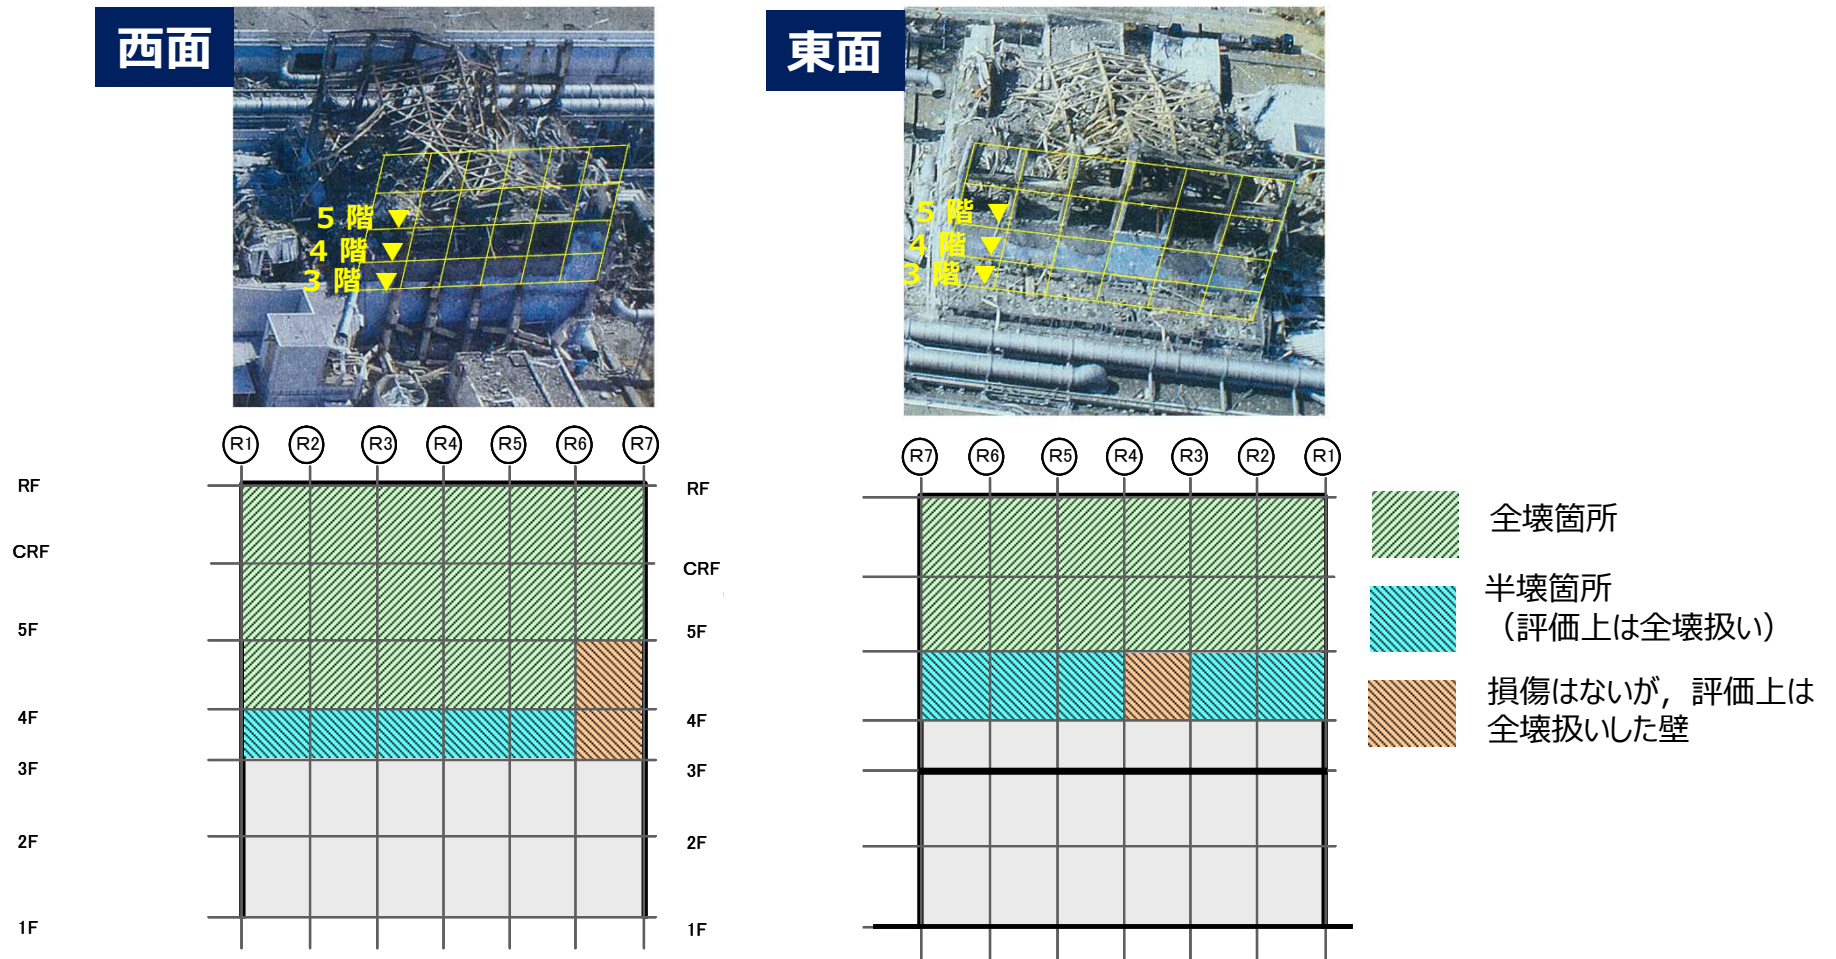 西面
東面
5 階 ▼
4 階 ▼
3 階 ▼
5 階 ▼
4 階 ▼
3 階 ▼
R1 R2 R3 R4 R5 R6 R7
RF
CRF
5F
4F
3F
2F
1F
R7 R6 R5 R4 R3 R2 R1
RF
CRF
5F
4F
3F
2F
1F
全壊箇所
半壊箇所
（評価上は全壊扱い）
損傷はないが，評価上は
全壊扱いした壁